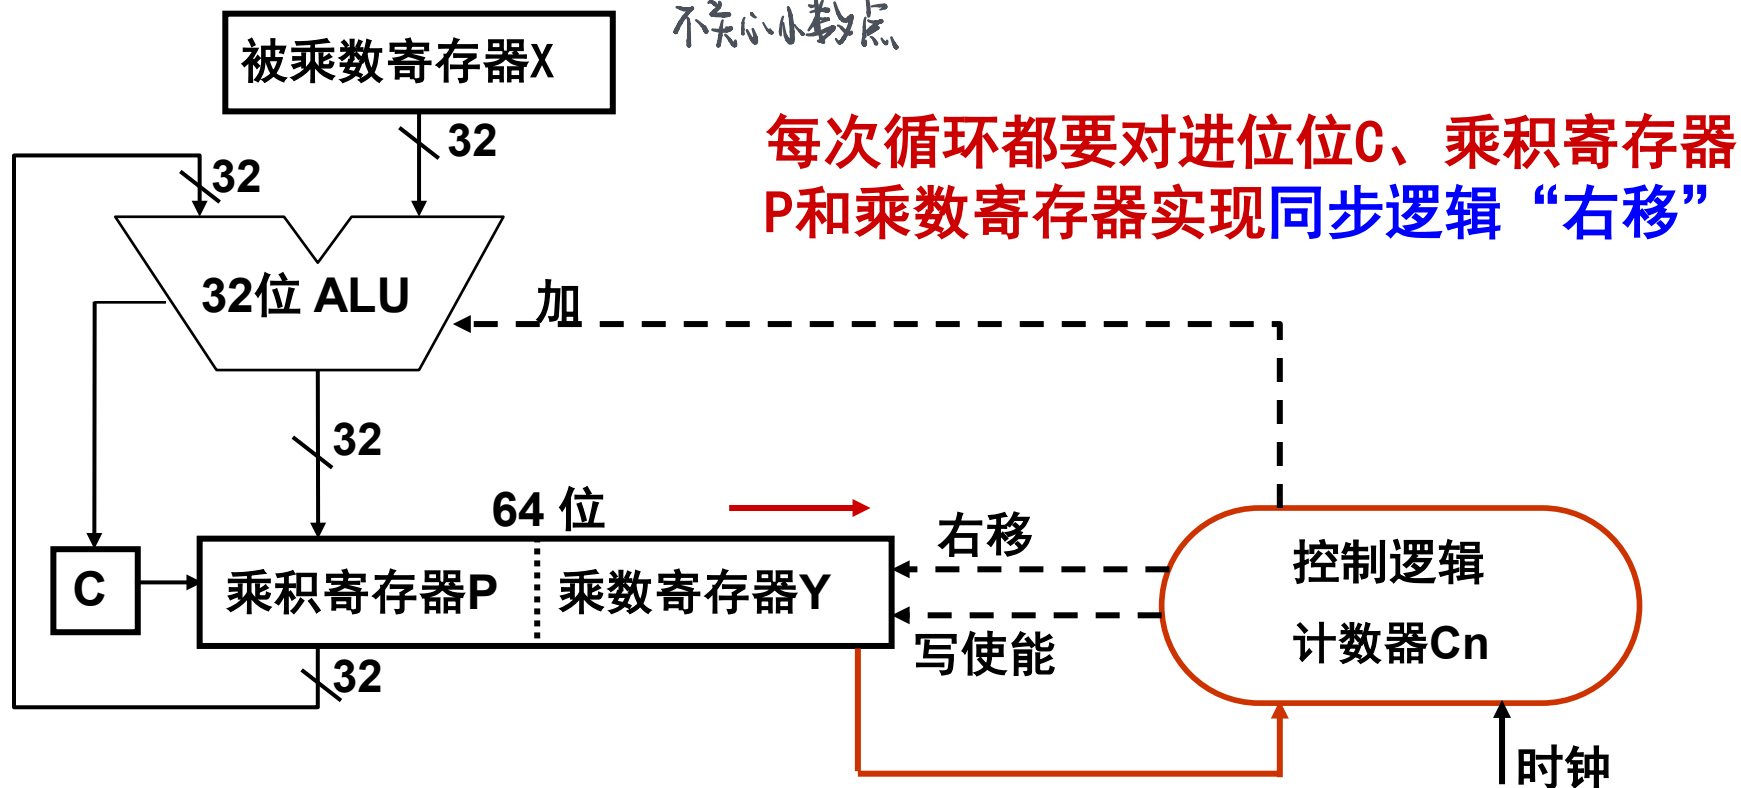 不关心小数点
被乘数寄存器X
32
每次循环都要对进位位C、乘积寄存器
P和乘数寄存器实现同步逻辑“右移”
32
32位 ALU
加
32
64 位
右移
控制逻辑
C
乘积寄存器P
乘数寄存器Y
计数器Cn
写使能
32
时钟